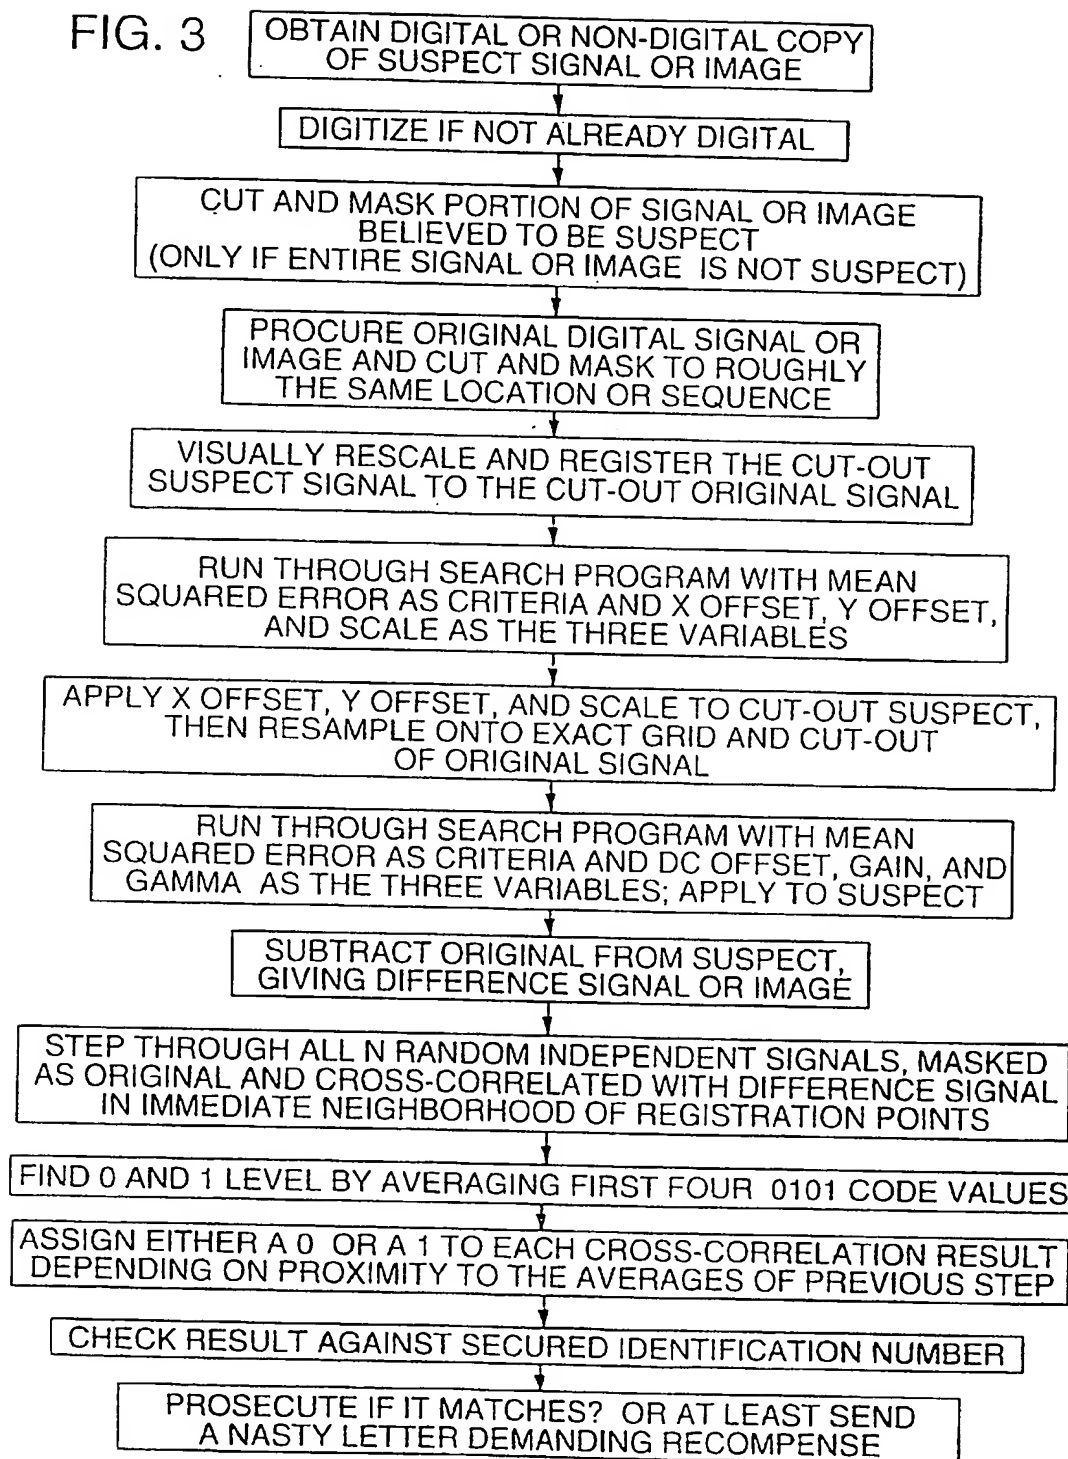 FIG. 3
OBTAIN DIGITAL OR NON-DIGITAL COPY
OF SUSPECT SIGNAL OR IMAGE
DIGITIZE IF NOT ALREADY DIGITAL
CUT AND MASK PORTION OF SIGNAL OR IMAGE
BELIEVED TO BE SUSPECT
(ONLY IF ENTIRE SIGNAL OR IMAGE IS NOT SUSPECT)
PROCURE ORIGINAL DIGITAL SIGNAL OR
IMAGE AND CUT AND MASK TO ROUGHLY
THE SAME LOCATION OR SEQUENCE
VISUALLY RESCALE AND REGISTER THE CUT-OUT
SUSPECT SIGNAL TO THE CUT-OUT ORIGINAL SIGNAL
RUN THROUGH SEARCH PROGRAM WITH MEAN
SQUARED ERROR AS CRITERIA AND X OFFSET, Y OFFSET,
AND SCALE AS THE THREE VARIABLES
APPLY X OFFSET, Y OFFSET, AND SCALE TO CUT-OUT SUSPECT,
THEN RESAMPLE ONTO EXACT GRID AND CUT-OUT
OF ORIGINAL SIGNAL
RUN THROUGH SEARCH PROGRAM WITH MEAN
SQUARED ERROR AS CRITERIA AND DC OFFSET, GAIN, AND
GAMMA AS THE THREE VARIABLES; APPLY TO SUSPECT
SUBTRACT ORIGINAL FROM SUSPECT,
GIVING DIFFERENCE SIGNAL OR IMAGE
STEP THROUGH ALL N RANDOM INDEPENDENT SIGNALS, MASKED
AS ORIGINAL AND CROSS-CORRELATED WITH DIFFERENCE SIGNAL
IN IMMEDIATE NEIGHBORHOOD OF REGISTRATION POINTS
FIND 0 AND 1 LEVEL BY AVERAGING FIRST FOUR 0101 CODE VALUES
ASSIGN EITHER A 0 OR A 1 TO EACH CROSS-CORRELATION RESULT
DEPENDING ON PROXIMITY TO THE AVERAGES OF PREVIOUS STEP
CHECK RESULT AGAINST SECURED IDENTIFICATION NUMBER
PROSECUTE IF IT MATCHES? OR AT LEAST SEND
A NASTY LETTER DEMANDING RECOMPENSE